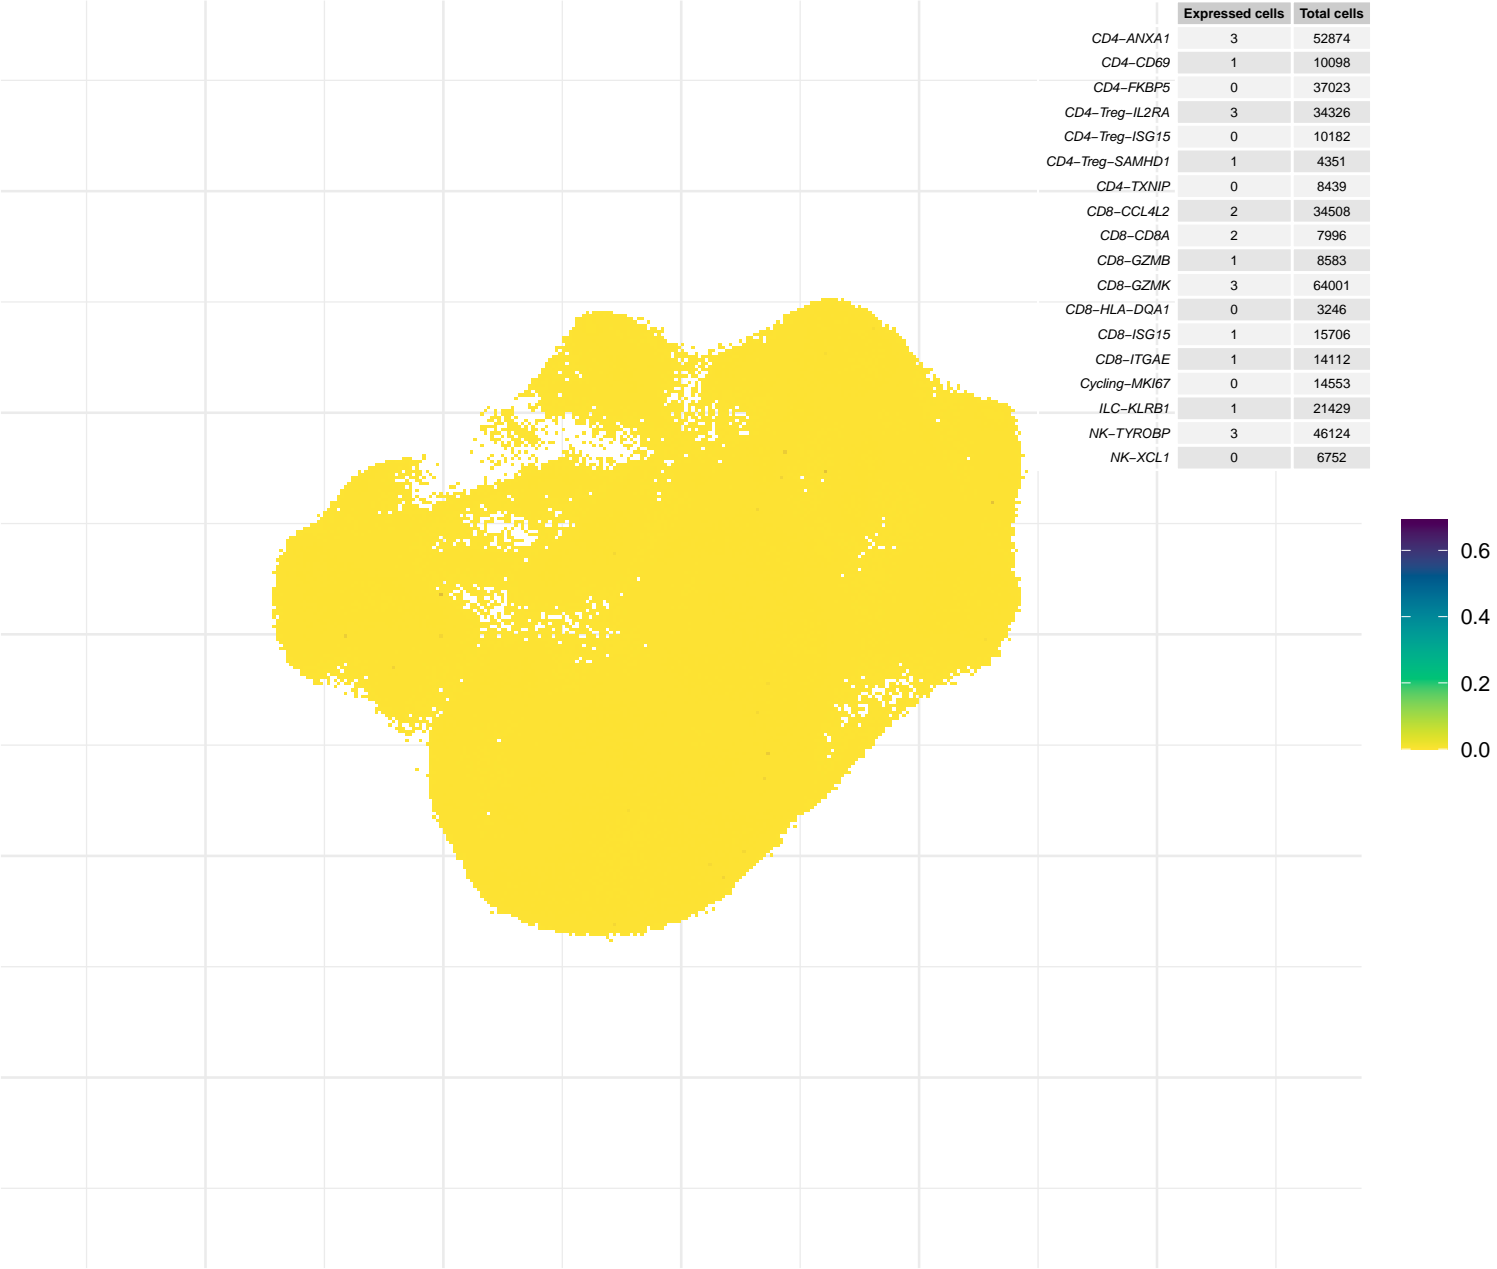 Expressed cells Total cells
CD4−ANXA1 3 52874
CD4−CD69 1 10098
CD4−FKBP5 0 37023
CD4−Treg−IL2RA 3 34326
CD4−Treg−ISG15 0 10182
CD4−Treg−SAMHD1 1 4351
CD4−TXNIP 0 8439
CD8−CCL4L2 2 34508
CD8−CD8A 2 7996
CD8−GZMB 1 8583
CD8−GZMK 3 64001
CD8−HLA−DQA1 0 3246
CD8−ISG15 1 15706
CD8−ITGAE 1 14112
Cycling−MKI67 0 14553
ILC−KLRB1 1 21429
NK−TYROBP 3 46124
NK−XCL1 0 6752
0.6
0.4
0.2
0.0